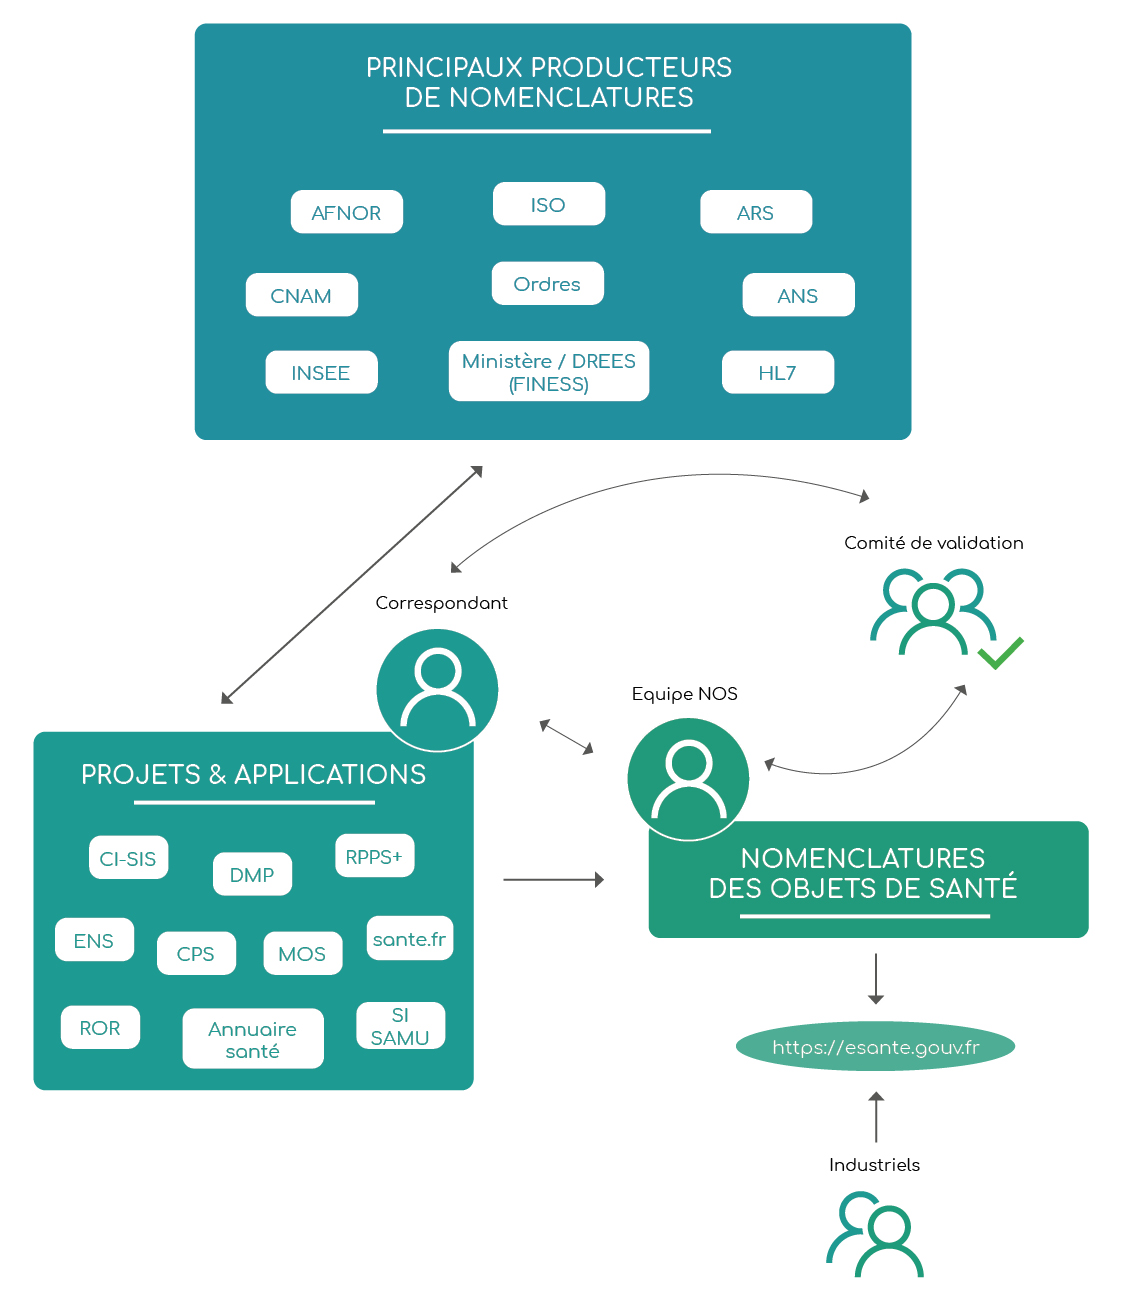 PRINCIPAUX PRODUCTEURS
DE NOMENCLATURES
AFNOR
ISO
ARS
CNAM
Ordres
ANS
INSEE
Ministère / DREES
(FINESS)
HL7
Comité de validation
Correspondant
Equipe NOS
PROJETS & APPLICATIONS
CI-SIS
DMP
RPPS+
ENS
CPS
MOS
sante.fr
ROR
Annuaire
santé
SI
SAMU
NOMENCLATURES
DES OBJETS DE SANTÉ
https://esante.gouv.fr
Industriels